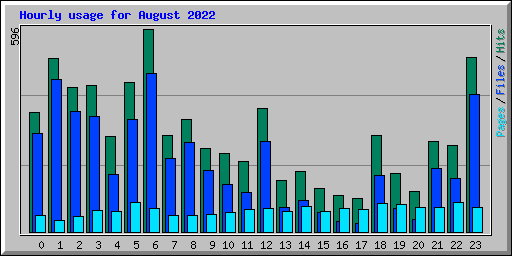 Hourly usage for August 2022
596
Pages / Files / Hits
0 1 2 3 4 5 6 7 8 9 10 11 12 13 14 15 16 17 18 19 20 21 22 23